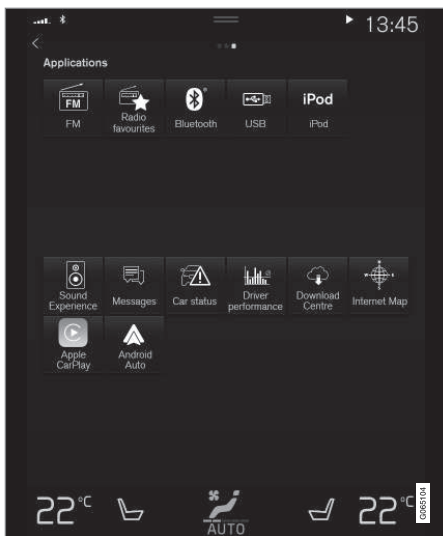 13:45
Applications
FM
iPod
FM
Radio
favourites
Bluetooth
USB
iPod
Sound
Experience
Messages
Car status
Driver
performance
Download
Centre
Internet Map
Apple
CarPlay
Android
Auto
22°C
22°C
AUTO
G065104